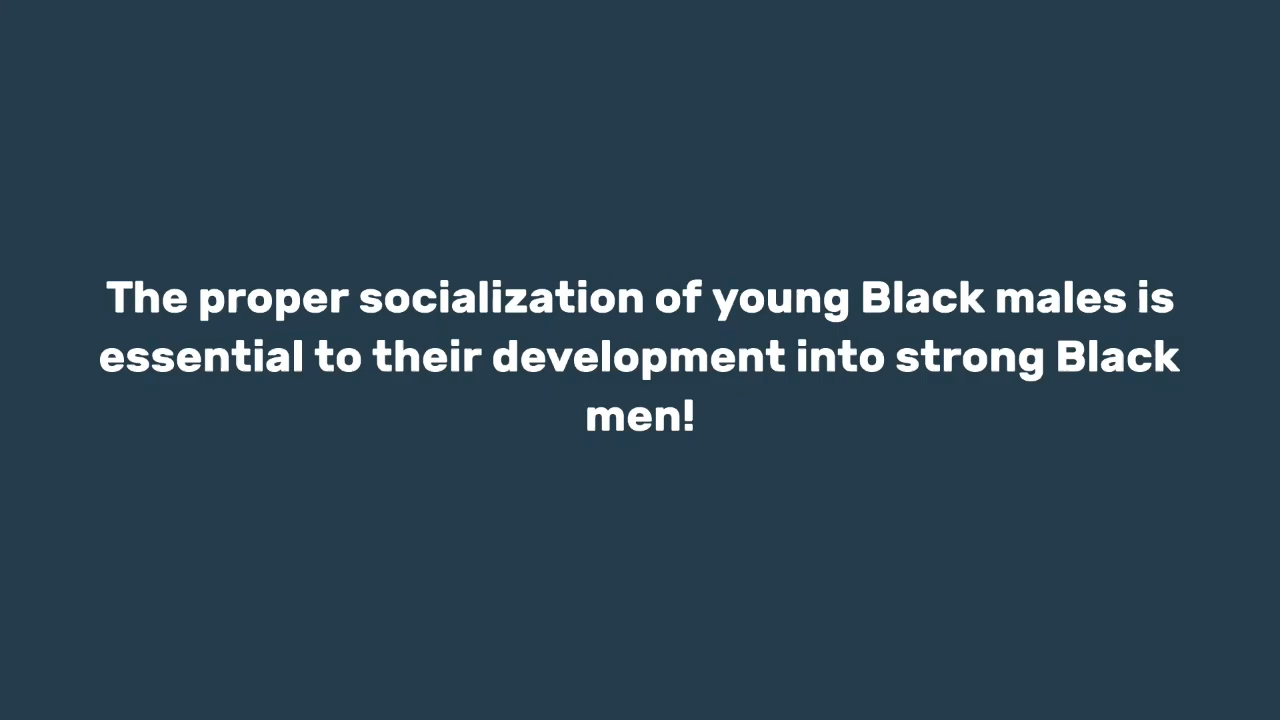 The proper socialization of young Black males is
essential to their development into strong Black
men!